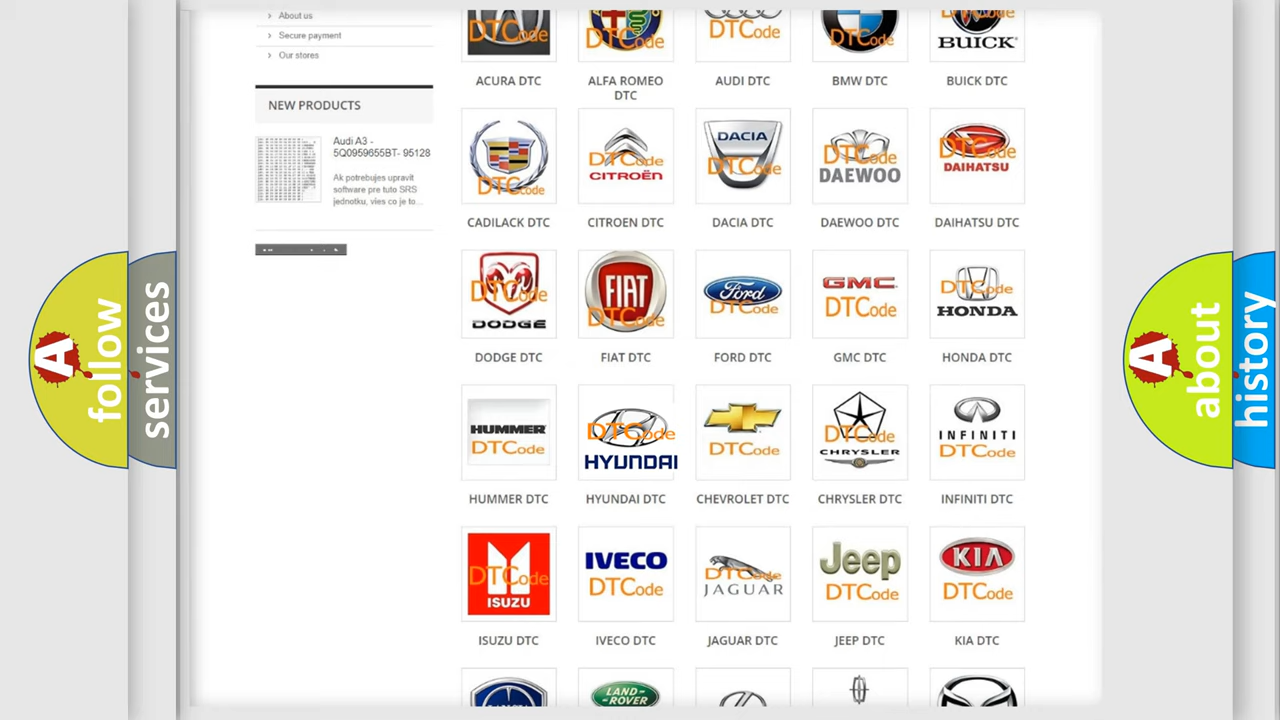 About us
Secure payment
Our stores
NEW PRODUCTS
Audi A3 -
5Q0959655BT- 95128
Ak potrebujes upravit
software pre tuto SRS
jednotku, vies co je to...
DTCode DTCode DTCode DTCode BUICK
ACURA DTC ALFA ROMEO DTC AUDI DTC BMW DTC BUICK DTC
DTCode DTCode CITROËN DACIA DTCode DTCode DAEWOO DTCode DAIHATSU
CADILACK DTC CITROEN DTC DACIA DTC DAEWOO DTC DAIHATSU DTC
DTCode DODGE FIAT DTCode Ford DTCode GMC DTCode DTCode HONDA
DODGE DTC FIAT DTC FORD DTC GMC DTC HONDA DTC
HUMMER DTCode DTCode HYUNDAI DTCode DTCode CHRYSLER INFINITI DTCode
HUMMER DTC HYUNDAI DTC CHEVROLET DTC CHRYSLER DTC INFINITI DTC
DTCode ISUZU IVECO DTCode DTCode JAGUAR Jeep DTCode KIA DTCode
ISUZU DTC IVECO DTC JAGUAR DTC JEEP DTC KIA DTC
LAND-
ROVER
A follow
services
A about
history